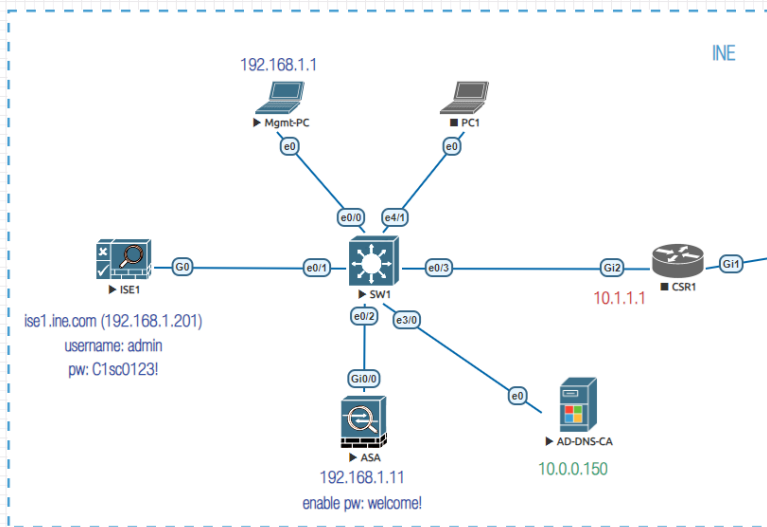 INE
192.168.1.1
▶ Mgmt-PC
■ PC1
e0
e0
e0/0
e4/1
G0
e0/1
e0/3
Gi2
Gi1
▶ ISE1
▶ SW1
■ CSR1
10.1.1.1
ise1.ine.com (192.168.1.201)
username: admin
pw: C1sc0123!
e0/2
e3/0
Gi0/0
e0
▶ ASA
▶ AD-DNS-CA
192.168.1.11
10.0.0.150
enable pw: welcome!